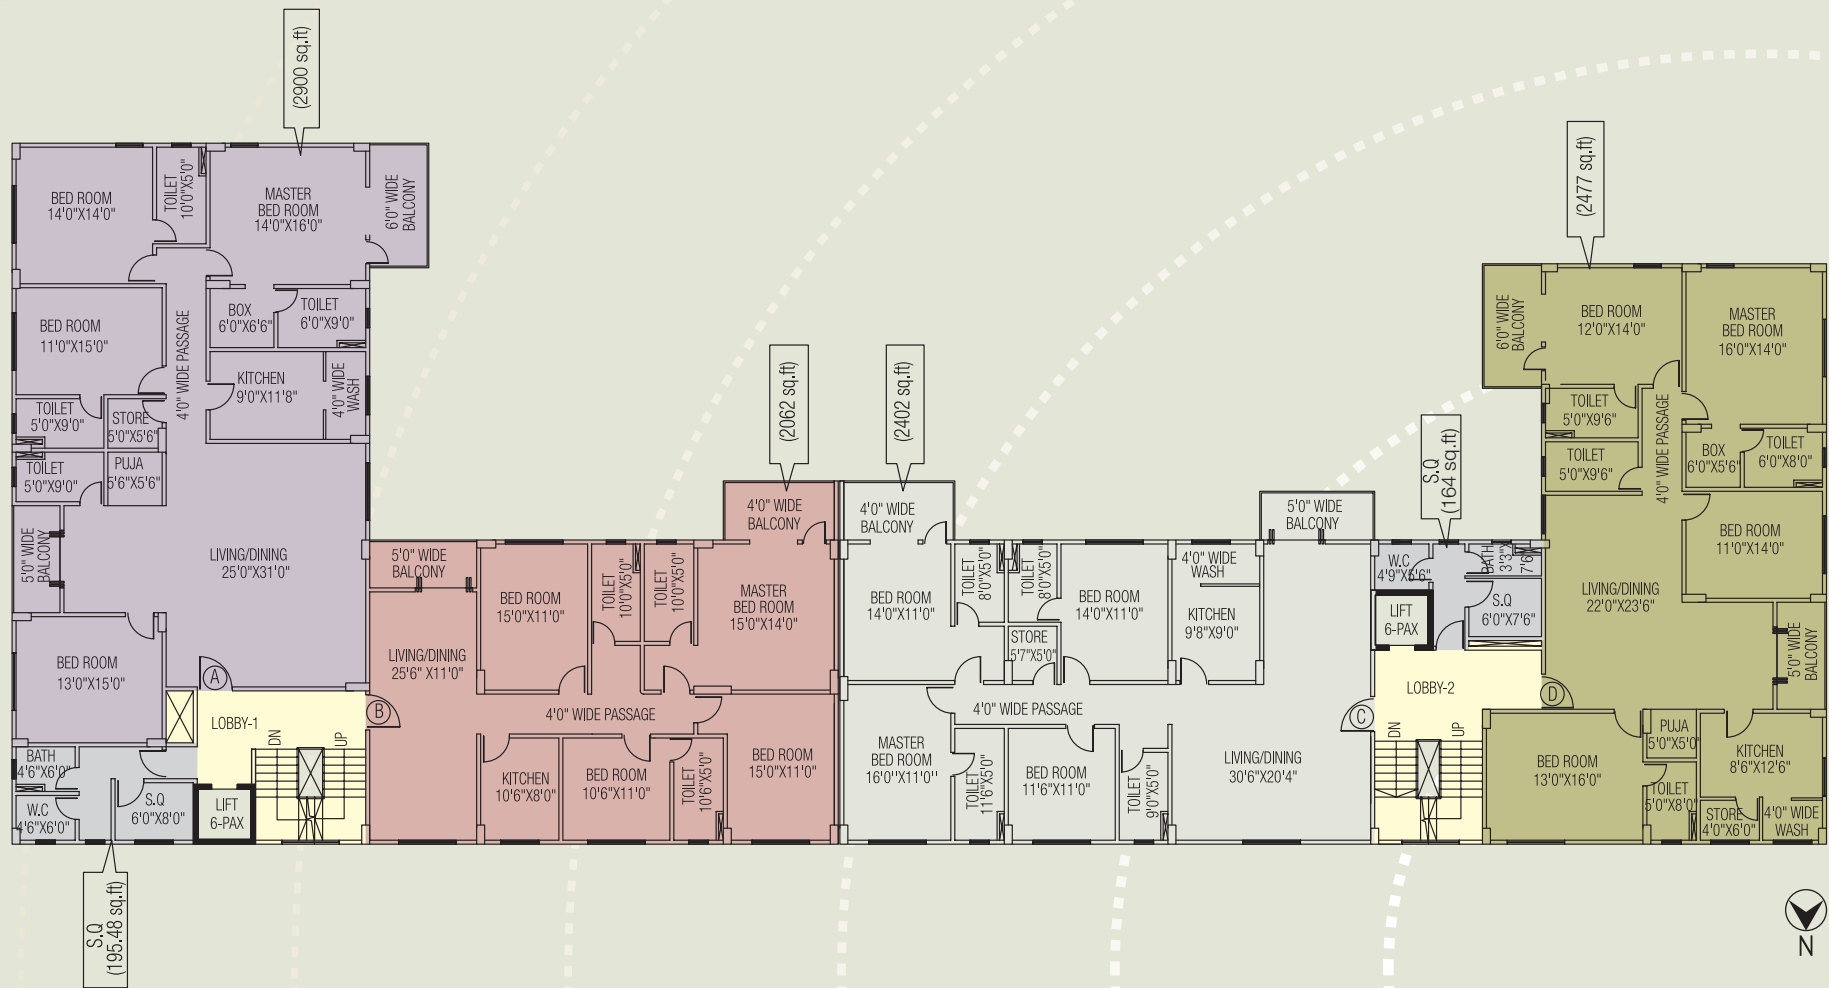 (2900 sq.ft)
BED ROOM
14'0"X14'0"
TOILET
10'0"X5'0"
MASTER
BED ROOM
14'0"X16'0"
6'0" WIDE
BALCONY
BED ROOM
11'0"X15'0"
4'0" WIDE PASSAGE
BOX
6'0"X6'6"
TOILET
6'0"X9'0"
KITCHEN
9'0"X11'8"
4'0" WIDE
WASH
TOILET
5'0"X9'0"
STORE
5'0"X5'6"
TOILET
5'0"X9'0"
PUJA
5'6"X5'6"
5'0" WIDE
BALCONY
LIVING/DINING
25'0"X31'0"
BED ROOM
13'0"X15'0"
A
LOBBY-1
DN
UP
BATH
4'6"X6'0"
W.C
4'6"X6'0"
S.Q
6'0"X8'0"
LIFT
6-PAX
S.Q
(195.48 sq.ft)
(2062 sq.ft)
4'0" WIDE
BALCONY
5'0" WIDE
BALCONY
BED ROOM
15'0"X11'0"
TOILET
10'0"X5'0"
TOILET
10'0"X5'0"
MASTER
BED ROOM
15'0"X14'0"
LIVING/DINING
25'6" X11'0"
B
4'0" WIDE PASSAGE
KITCHEN
10'6"X8'0"
BED ROOM
10'6"X11'0"
TOILET
10'6"X5'0"
BED ROOM
15'0"X11'0"
(2402 sq.ft)
4'0" WIDE
BALCONY
5'0" WIDE
BALCONY
BED ROOM
14'0"X11'0"
TOILET
8'0"X5'0"
TOILET
8'0"X5'0"
BED ROOM
14'0"X11'0"
4'0" WIDE
WASH
KITCHEN
9'8"X9'0"
STORE
5'7"X5'0"
4'0" WIDE PASSAGE
MASTER
BED ROOM
16'0"X11'0"
TOILET
11'6"X5'0"
BED ROOM
11'6"X11'0"
TOILET
9'0"X5'0"
LIVING/DINING
30'6"X20'4"
C
S.Q
(164 sq.ft)
W.C
4'9"X5'6"
BATH
3'3"X
7'6"
LIFT
6-PAX
S.Q
6'0"X7'6"
LOBBY-2
DN
UP
(2477 sq.ft)
6'0" WIDE
BALCONY
BED ROOM
12'0"X14'0"
MASTER
BED ROOM
16'0"X14'0"
TOILET
5'0"X9'6"
4'0" WIDE PASSAGE
TOILET
5'0"X9'6"
BOX
6'0"X5'6"
TOILET
6'0"X8'0"
BED ROOM
11'0"X14'0"
LIVING/DINING
22'0"X23'6"
5'0" WIDE
BALCONY
D
BED ROOM
13'0"X16'0"
PUJA
5'0"X5'0"
KITCHEN
8'6"X12'6"
TOILET
5'0"X8'0"
STORE
4'0"X6'0"
4'0" WIDE
WASH
N